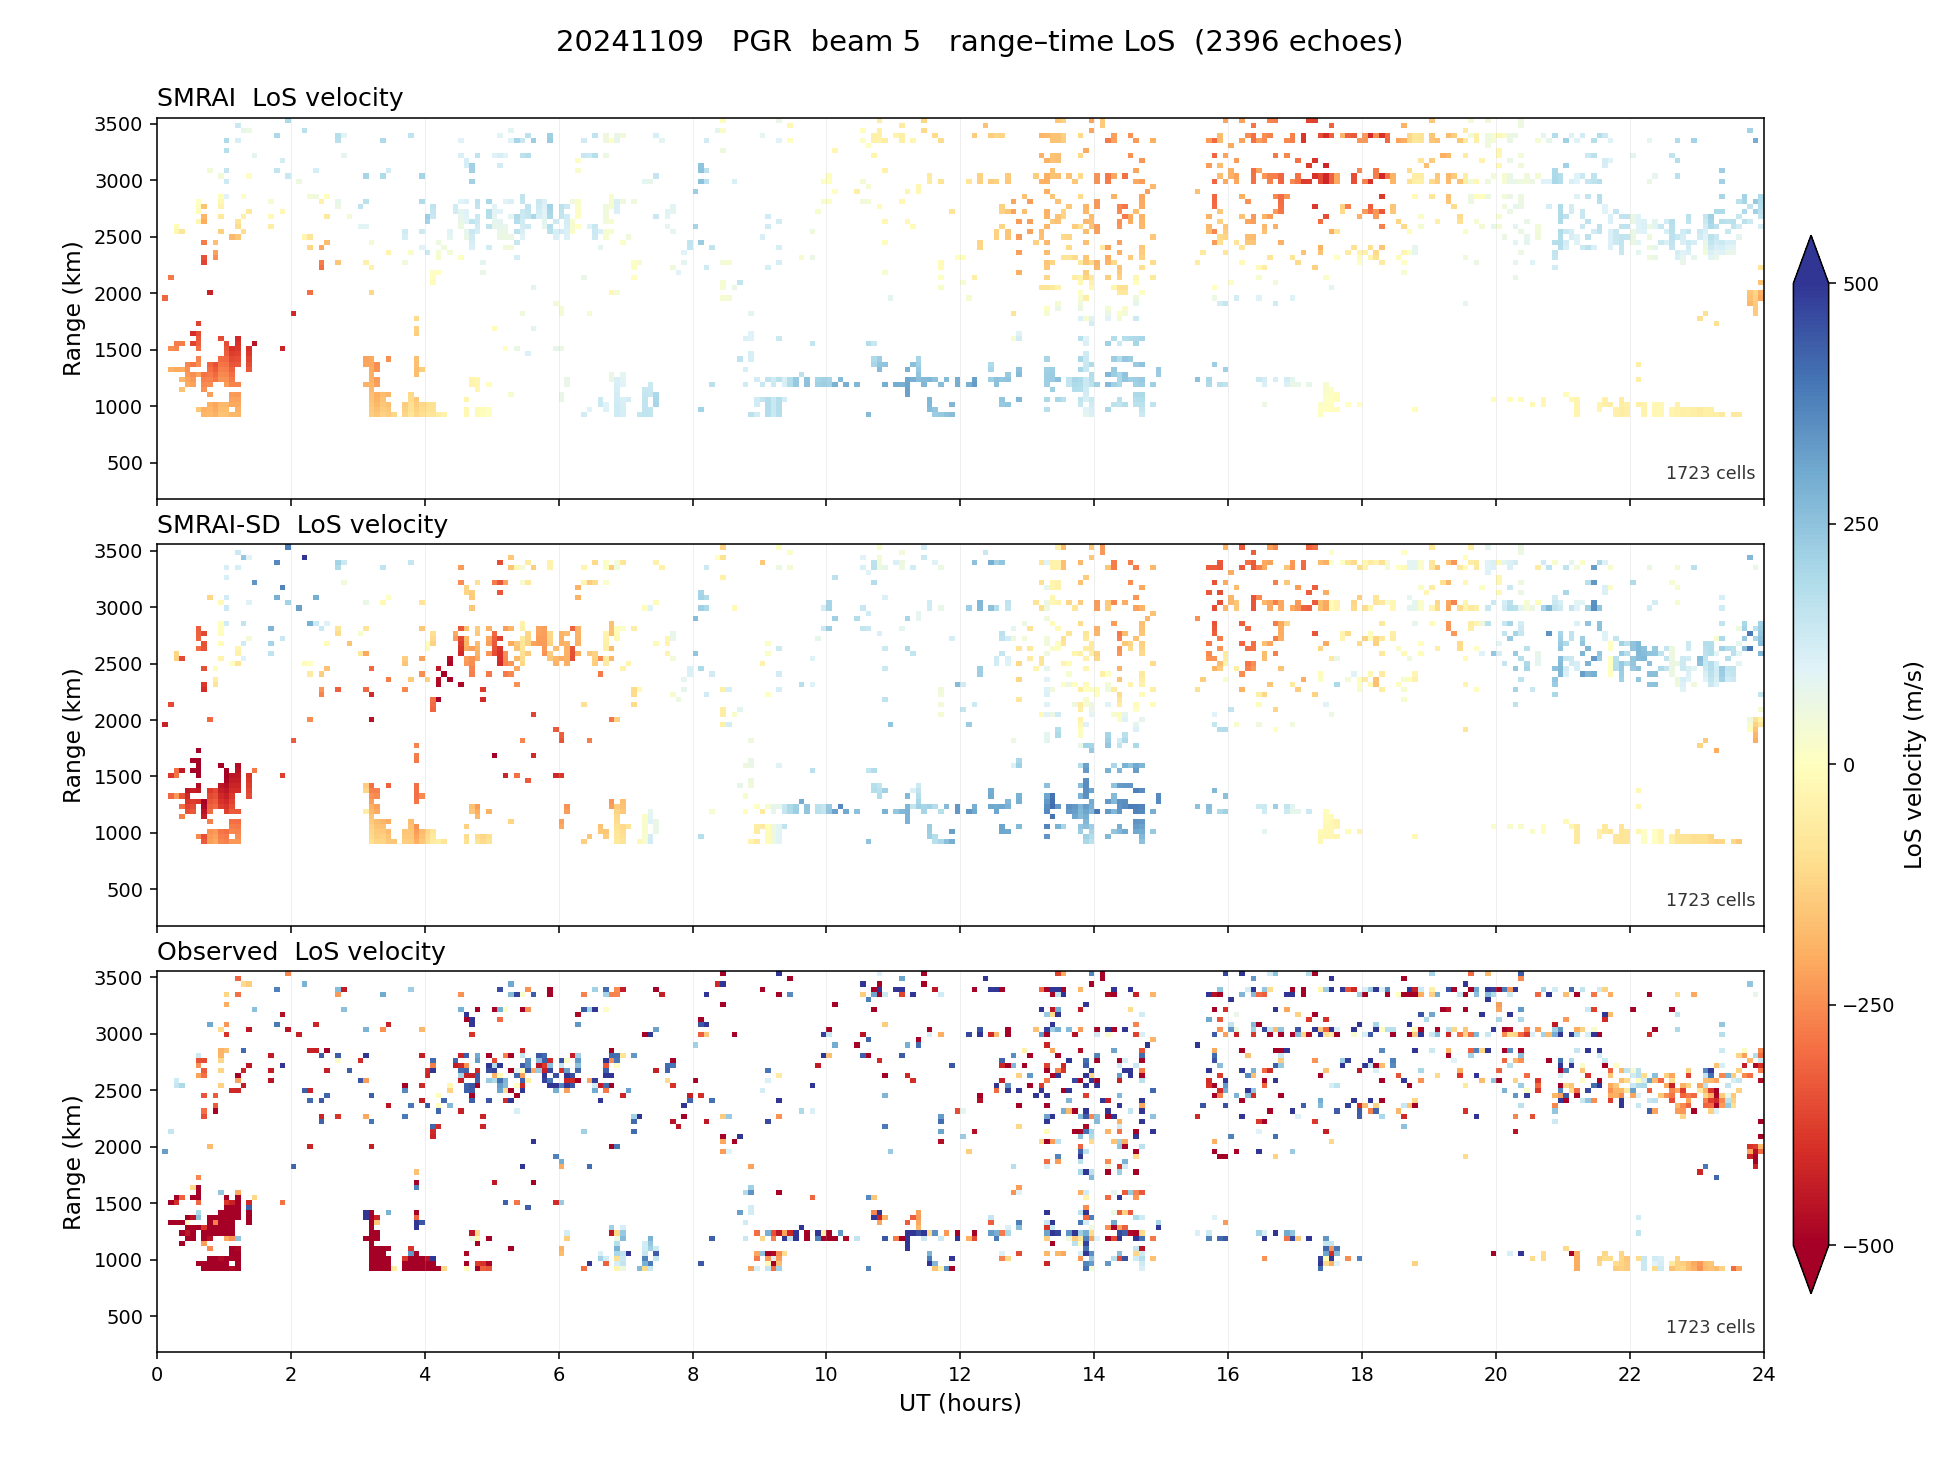 20241109   PGR  beam 5   range–time LoS  (2396 echoes)
SMRAI  LoS velocity
3500
3000
2500
2000
1500
1000
500
Range (km)
1723 cells
SMRAI-SD  LoS velocity
3500
3000
2500
2000
1500
1000
500
Range (km)
1723 cells
Observed  LoS velocity
3500
3000
2500
2000
1500
1000
500
Range (km)
1723 cells
0 2 4 6 8 10 12 14 16 18 20 22 24
UT (hours)
500
250
0
−250
−500
LoS velocity (m/s)